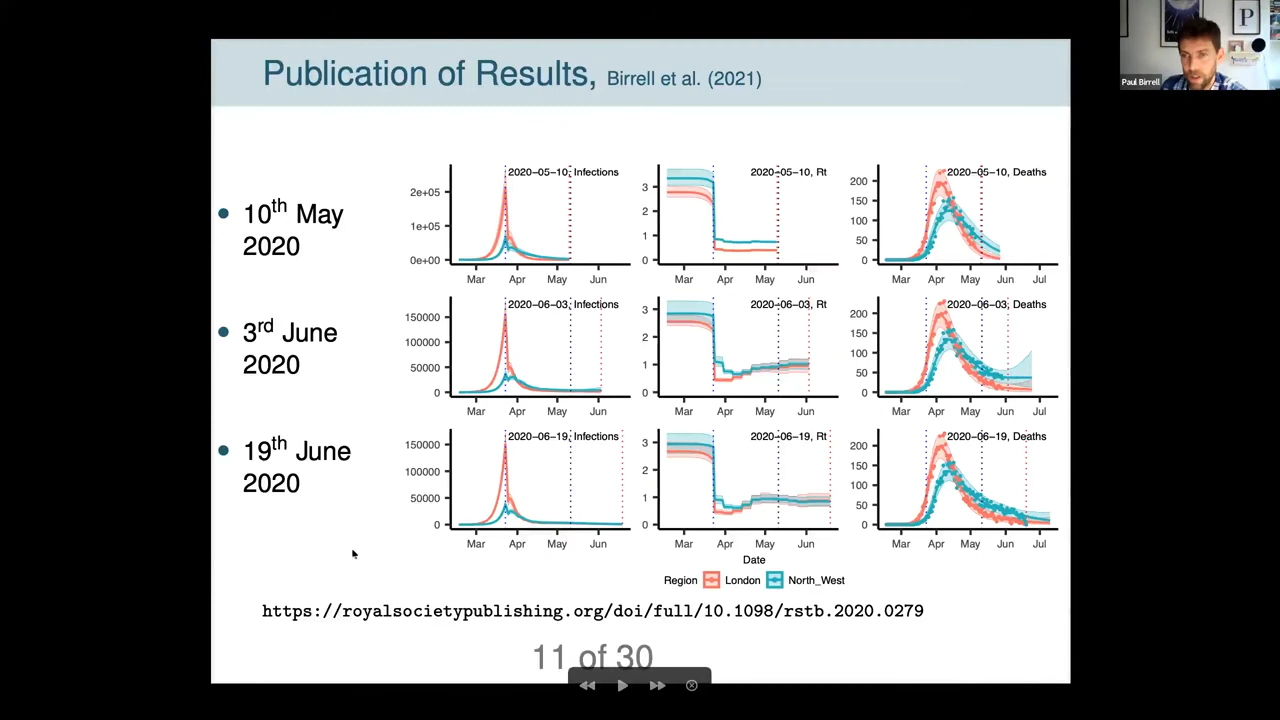 Publication of Results, Birrell et al. (2021)
Paul Birrell
P
• 10th May
2020
2020−05−10, Infections
2e+05
1e+05
0e+00
Mar Apr May Jun
2020−05−10, Rt
3
2
1
0
Mar Apr May Jun
2020−05−10, Deaths
200
150
100
50
0
Mar Apr May Jun Jul
• 3rd June
2020
2020−06−03, Infections
150000
100000
50000
0
Mar Apr May Jun
2020−06−03, Rt
3
2
1
0
Mar Apr May Jun
2020−06−03, Deaths
200
150
100
50
0
Mar Apr May Jun Jul
• 19th June
2020
2020−06−19, Infections
150000
100000
50000
0
Mar Apr May Jun
2020−06−19, Rt
3
2
1
0
Mar Apr May Jun
2020−06−19, Deaths
200
150
100
50
0
Mar Apr May Jun Jul
Date
Region London North_West
https://royalsocietypublishing.org/doi/full/10.1098/rstb.2020.0279
11 of 30